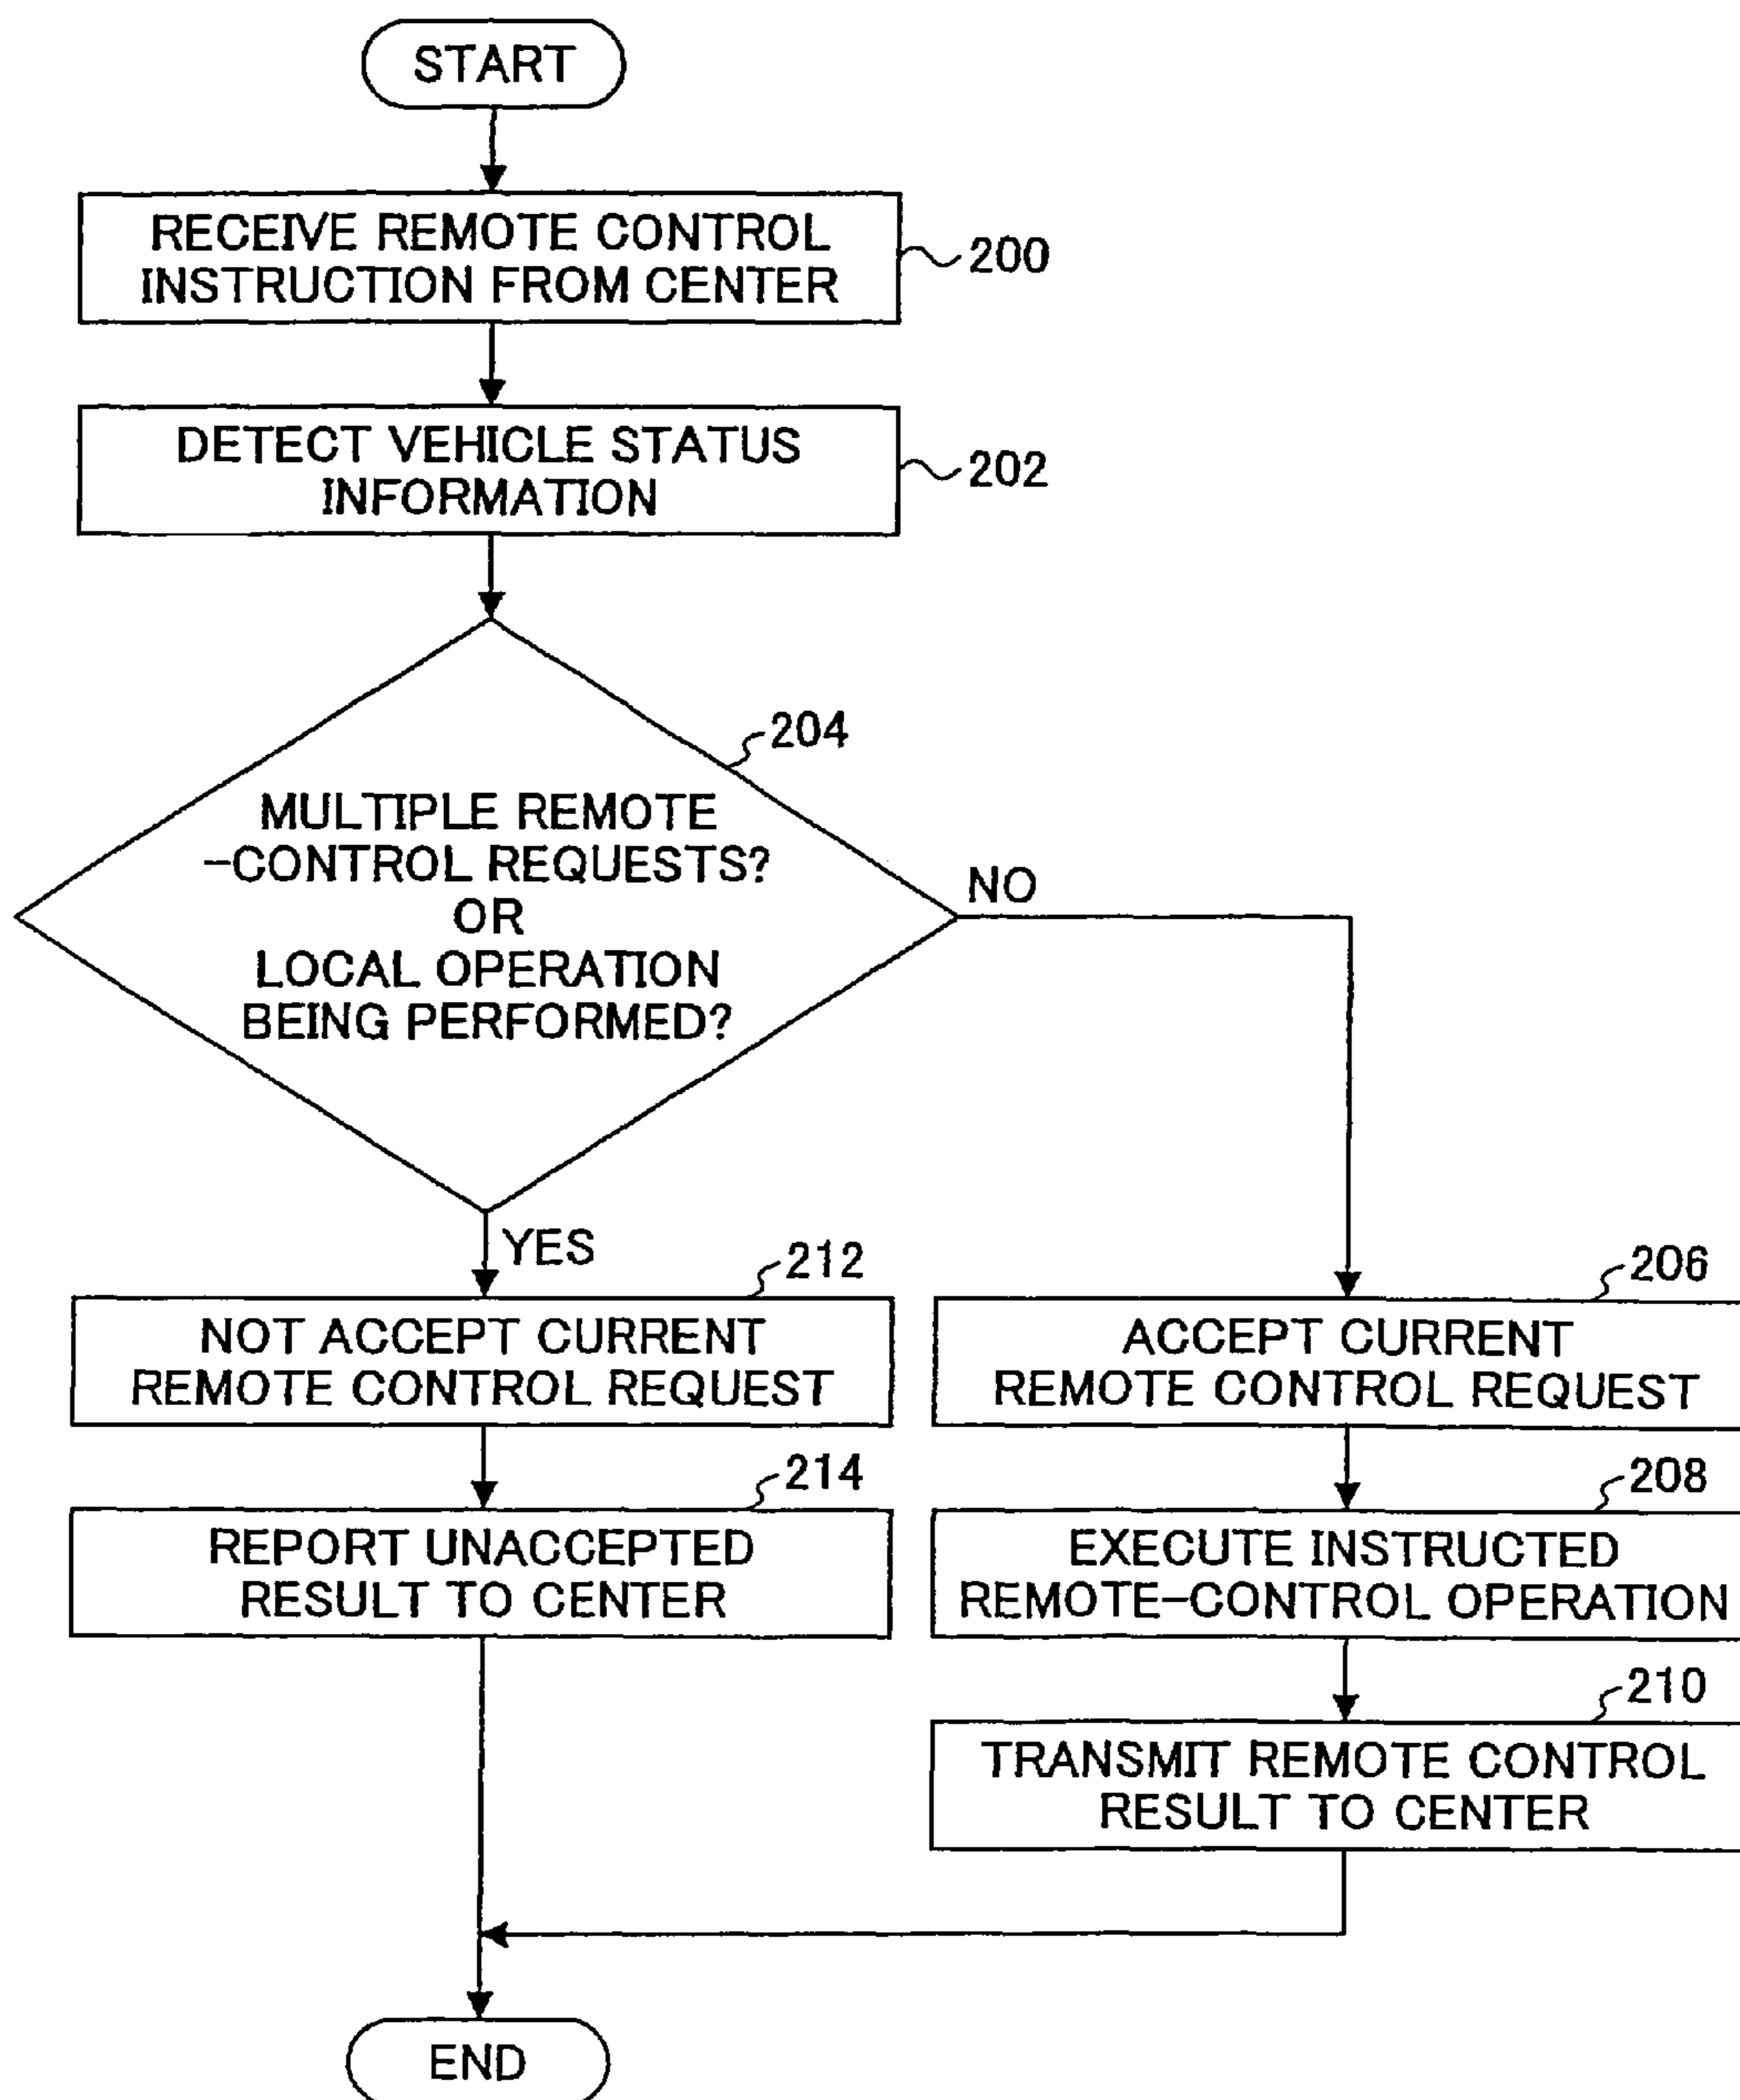 START
RECEIVE REMOTE CONTROL
INSTRUCTION FROM CENTER
200
DETECT VEHICLE STATUS
INFORMATION
202
204
MULTIPLE REMOTE
-CONTROL REQUESTS?
OR
LOCAL OPERATION
BEING PERFORMED?
NO
YES
212
NOT ACCEPT CURRENT
REMOTE CONTROL REQUEST
214
REPORT UNACCEPTED
RESULT TO CENTER
206
ACCEPT CURRENT
REMOTE CONTROL REQUEST
208
EXECUTE INSTRUCTED
REMOTE-CONTROL OPERATION
210
TRANSMIT REMOTE CONTROL
RESULT TO CENTER
END